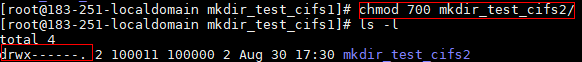 [root@183-251-localdomain mkdir_test_cifs1]# chmod 700 mkdir_test_cifs2/
[root@183-251-localdomain mkdir_test_cifs1]# ls -l
total 4
drwx------. 2 100011 100000 2 Aug 30 17:30 mkdir_test_cifs2